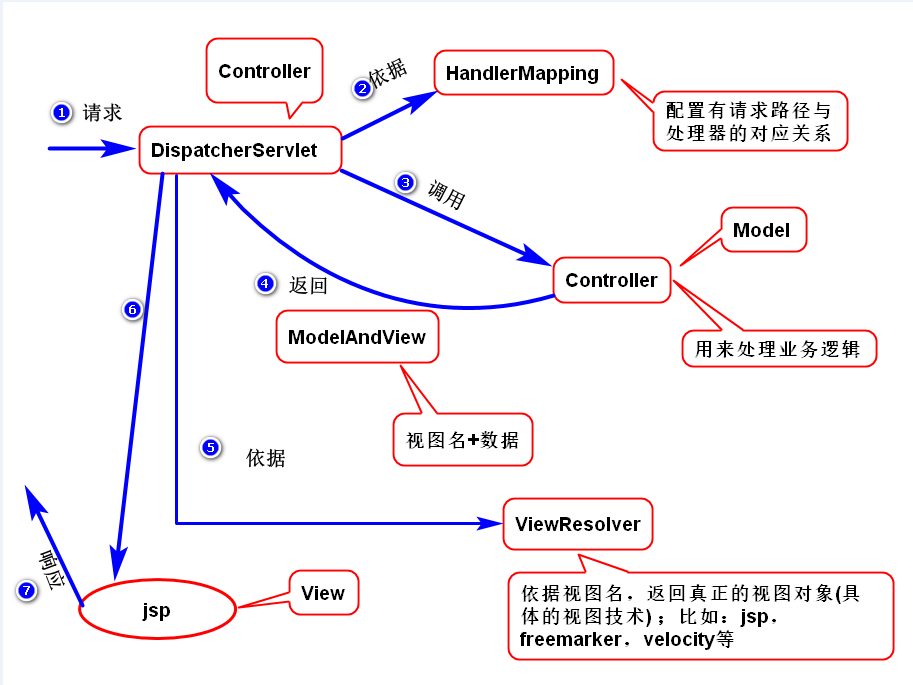 Controller
① 请求
② 依据
HandlerMapping
配置有请求路径与
处理器的对应关系
DispatcherServlet
③ 调用
Model
Controller
④ 返回
⑥
ModelAndView
用来处理业务逻辑
视图名+数据
⑤ 依据
ViewResolver
⑦ 响应
jsp
View
依据视图名，返回真正的视图对象(具
体的视图技术)；比如：jsp，
freemarker，velocity等